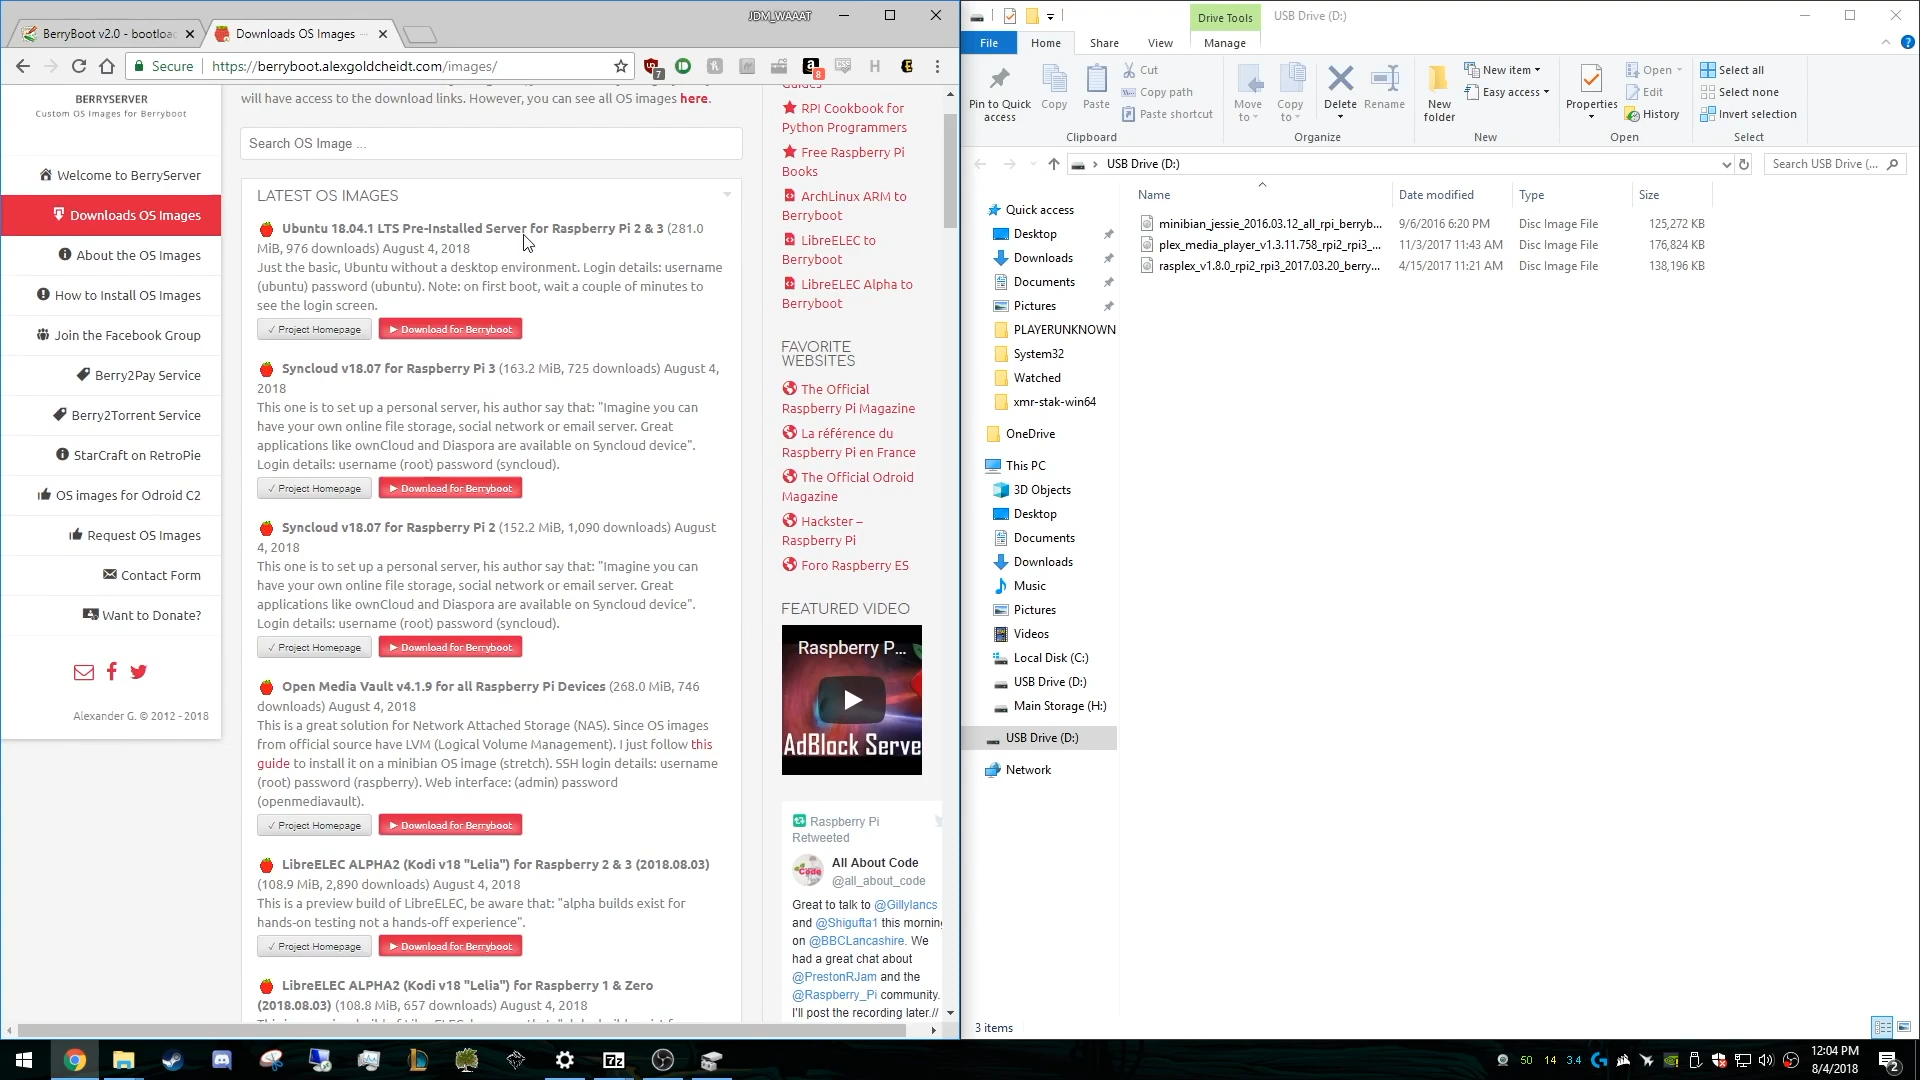 JDM_WAAAT
BerryBoot v2.0 - bootloa
Downloads OS Images
Secure
https://berryboot.alexgoldcheidt.com/images/
7
8
BERRYSERVER
Custom OS Images for Berryboot
Welcome to BerryServer
Downloads OS Images
About the OS Images
How to Install OS Images
Join the Facebook Group
Berry2Pay Service
Berry2Torrent Service
StarCraft on RetroPie
OS images for Odroid C2
Request OS Images
Contact Form
Want to Donate?
Alexander G. © 2012 - 2018
will have access to the download links. However, you can see all OS images here.
Search OS Image ...
LATEST OS IMAGES
Ubuntu 18.04.1 LTS Pre-Installed Server for Raspberry Pi 2 & 3 (281.0
MiB, 976 downloads) August 4, 2018
Just the basic, Ubuntu without a desktop environment. Login details: username
(ubuntu) password (ubuntu). Note: on first boot, wait a couple of minutes to
see the login screen.
✓ Project Homepage
▶ Download for Berryboot
Syncloud v18.07 for Raspberry Pi 3 (163.2 MiB, 725 downloads) August 4,
2018
This one is to set up a personal server, his author say that: "Imagine you can
have your own online file storage, social network or email server. Great
applications like ownCloud and Diaspora are available on Syncloud device".
Login details: username (root) password (syncloud).
✓ Project Homepage
▶ Download for Berryboot
Syncloud v18.07 for Raspberry Pi 2 (152.2 MiB, 1,090 downloads) August
4, 2018
This one is to set up a personal server, his author say that: "Imagine you can
have your own online file storage, social network or email server. Great
applications like ownCloud and Diaspora are available on Syncloud device".
Login details: username (root) password (syncloud).
✓ Project Homepage
▶ Download for Berryboot
Open Media Vault v4.1.9 for all Raspberry Pi Devices (268.0 MiB, 746
downloads) August 4, 2018
This is a great solution for Network Attached Storage (NAS). Since OS images
from official source have LVM (Logical Volume Management). I just follow this
guide to install it on a minibian OS image (stretch). SSH login details: username
(root) password (raspberry). Web interface: (admin) password
(openmediavault).
✓ Project Homepage
▶ Download for Berryboot
LibreELEC ALPHA2 (Kodi v18 "Lelia") for Raspberry 2 & 3 (2018.08.03)
(108.9 MiB, 2,890 downloads) August 4, 2018
This is a preview build of LibreELEC, be aware that: "alpha builds exist for
hands-on testing not a hands-off experience".
✓ Project Homepage
▶ Download for Berryboot
LibreELEC ALPHA2 (Kodi v18 "Lelia") for Raspberry 1 & Zero
(2018.08.03) (108.8 MiB, 657 downloads) August 4, 2018
Guides
RPI Cookbook for
Python Programmers
Free Raspberry Pi
Books
ArchLinux ARM to
Berryboot
LibreELEC to
Berryboot
LibreELEC Alpha to
Berryboot
FAVORITE
WEBSITES
The Official
Raspberry Pi Magazine
La référence du
Raspberry Pi en France
The Official Odroid
Magazine
Hackster –
Raspberry Pi
Foro Raspberry ES
FEATURED VIDEO
Raspberry P...
AdBlock Serve
Raspberry Pi
Retweeted
All About Code
@all_about_code
Great to talk to @Gillylancs
and @Shigufta1 this mornin
on @BBCLancashire. We
had a great chat about
@PrestonRJam and the
@Raspberry_Pi community.
I'll post the recording later.//
Drive Tools
USB Drive (D:)
File
Home
Share
View
Manage
Pin to Quick
access
Copy
Paste
Cut
Copy path
Paste shortcut
Clipboard
Move
to
Copy
to
Delete
Rename
Organize
New
folder
New item
Easy access
New
Properties
Open
Edit
History
Open
Select all
Select none
Invert selection
Select
USB Drive (D:)
Search USB Drive (...
Name
Date modified
Type
Size
minibian_jessie_2016.03.12_all_rpi_berryb... 9/6/2016 6:20 PM Disc Image File 125,272 KB
plex_media_player_v1.3.11.758_rpi2_rpi3_... 11/3/2017 11:43 AM Disc Image File 176,824 KB
rasplex_v1.8.0_rpi2_rpi3_2017.03.20_berry... 4/15/2017 11:21 AM Disc Image File 138,196 KB
Quick access
Desktop
Downloads
Documents
Pictures
PLAYERUNKNOWN
System32
Watched
xmr-stak-win64
OneDrive
This PC
3D Objects
Desktop
Documents
Downloads
Music
Pictures
Videos
Local Disk (C:)
USB Drive (D:)
Main Storage (H:)
USB Drive (D:)
Network
3 items
7z
50
14
3.4
12:04 PM
8/4/2018
2